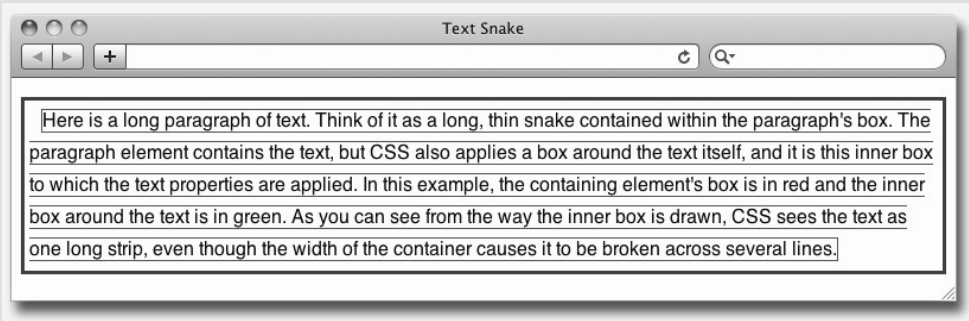 Text Snake
Here is a long paragraph of text. Think of it as a long, thin snake contained within the paragraph's box. The
paragraph element contains the text, but CSS also applies a box around the text itself, and it is this inner box
to which the text properties are applied. In this example, the containing element's box is in red and the inner
box around the text is in green. As you can see from the way the inner box is drawn, CSS sees the text as
one long strip, even though the width of the container causes it to be broken across several lines.